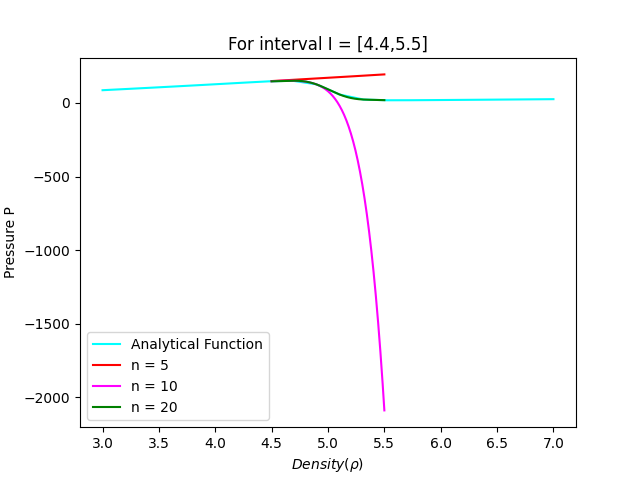 For interval I = [4.4,5.5]
Pressure P
0
−500
−1000
−1500
−2000
Analytical Function
n = 5
n = 10
n = 20
3.0 3.5 4.0 4.5 5.0 5.5 6.0 6.5 7.0
Density(ρ)